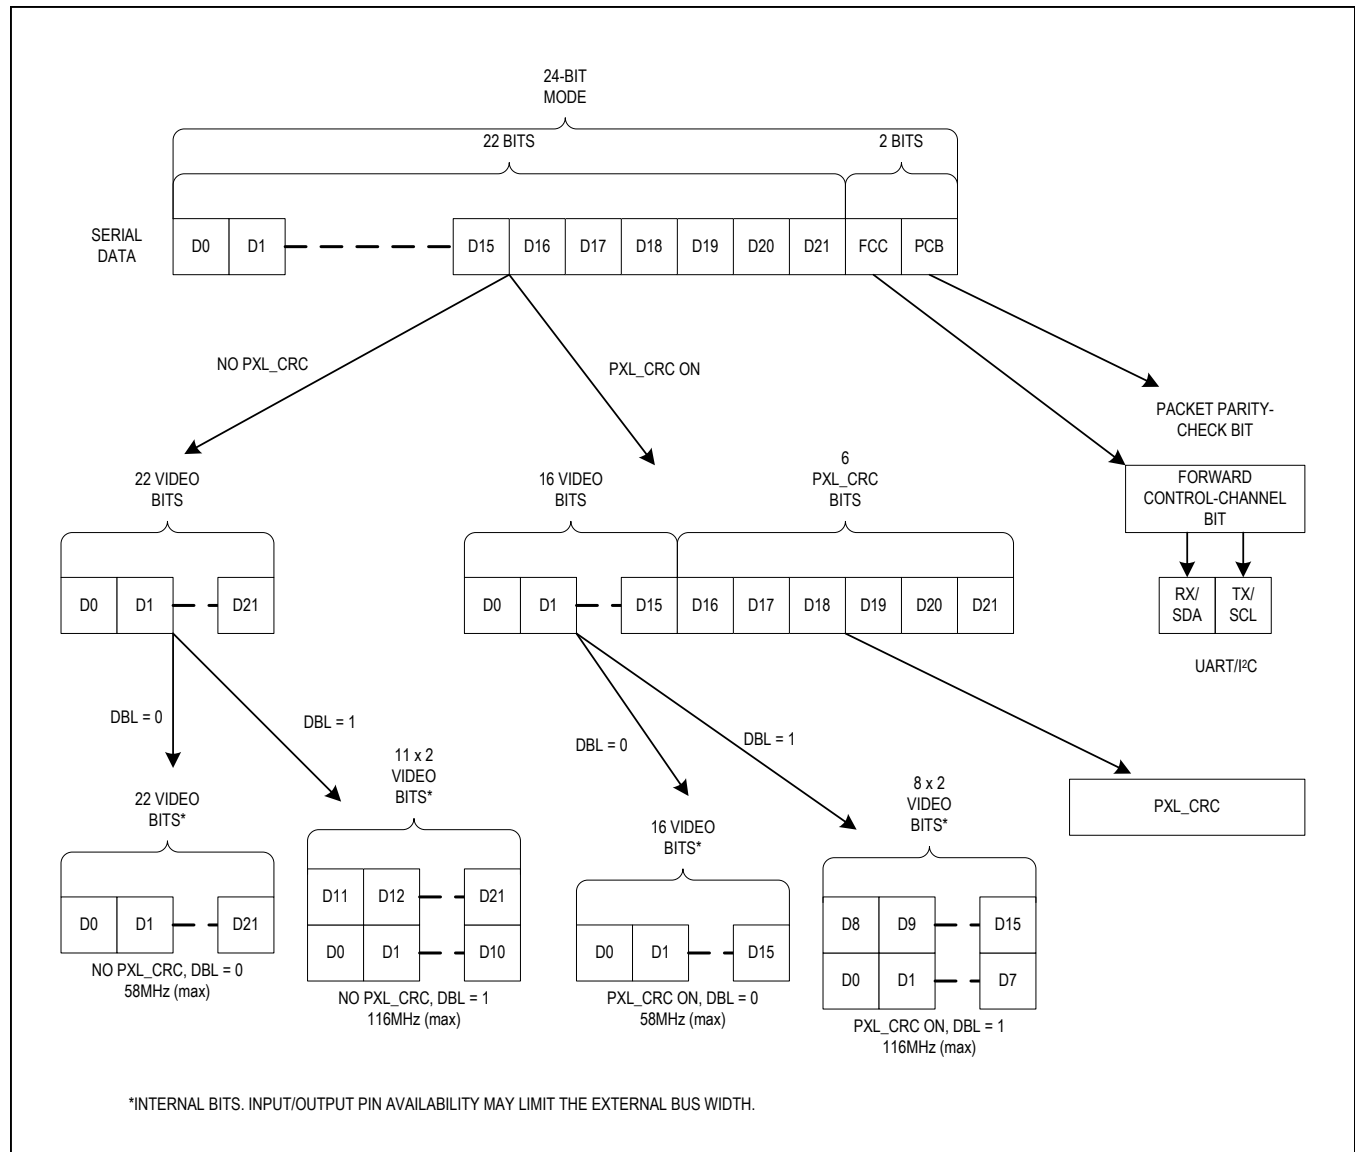 24-BIT
MODE
22 BITS
2 BITS
SERIAL
DATA
D0 D1 D15 D16 D17 D18 D19 D20 D21 FCC PCB
NO PXL_CRC
PXL_CRC ON
PACKET PARITY-
CHECK BIT
22 VIDEO
BITS
16 VIDEO
BITS
6
PXL_CRC
BITS
FORWARD
CONTROL-CHANNEL
BIT
D0 D1 D21
D0 D1 D15 D16 D17 D18 D19 D20 D21
RX/
SDA
TX/
SCL
UART/I²C
DBL = 0
DBL = 1
DBL = 0
DBL = 1
22 VIDEO
BITS*
11 x 2
VIDEO
BITS*
16 VIDEO
BITS*
8 x 2
VIDEO
BITS*
PXL_CRC
D0 D1 D21
NO PXL_CRC, DBL = 0
58MHz (max)
D11 D12 D21
D0 D1 D10
NO PXL_CRC, DBL = 1
116MHz (max)
D0 D1 D15
PXL_CRC ON, DBL = 0
58MHz (max)
D8 D9 D15
D0 D1 D7
PXL_CRC ON, DBL = 1
116MHz (max)
*INTERNAL BITS. INPUT/OUTPUT PIN AVAILABILITY MAY LIMIT THE EXTERNAL BUS WIDTH.